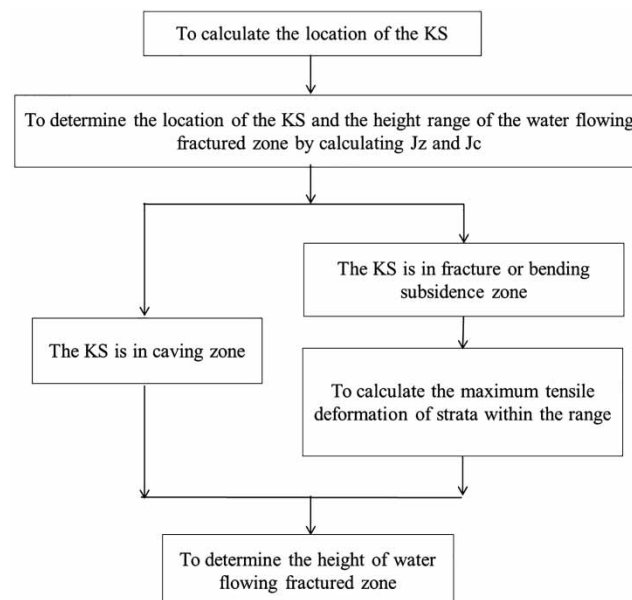 To calculate the location of the KS
To determine the location of the KS and the height range of the water flowing
fractured zone by calculating Jz and Jc
The KS is in fracture or bending
subsidence zone
The KS is in caving zone
To calculate the maximum tensile
deformation of strata within the range
To determine the height of water
flowing fractured zone